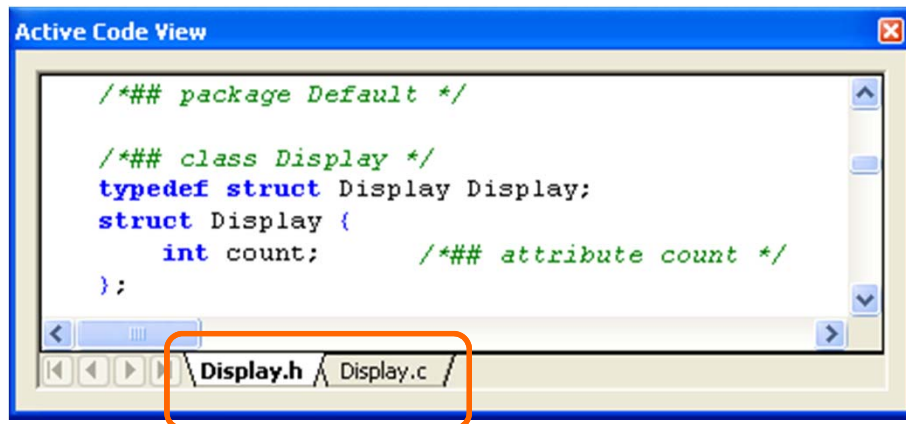 Active Code View
/*## package Default */
/*## class Display */
typedef struct Display Display;
struct Display {
int count; /*## attribute count */
};
Display.h Display.c